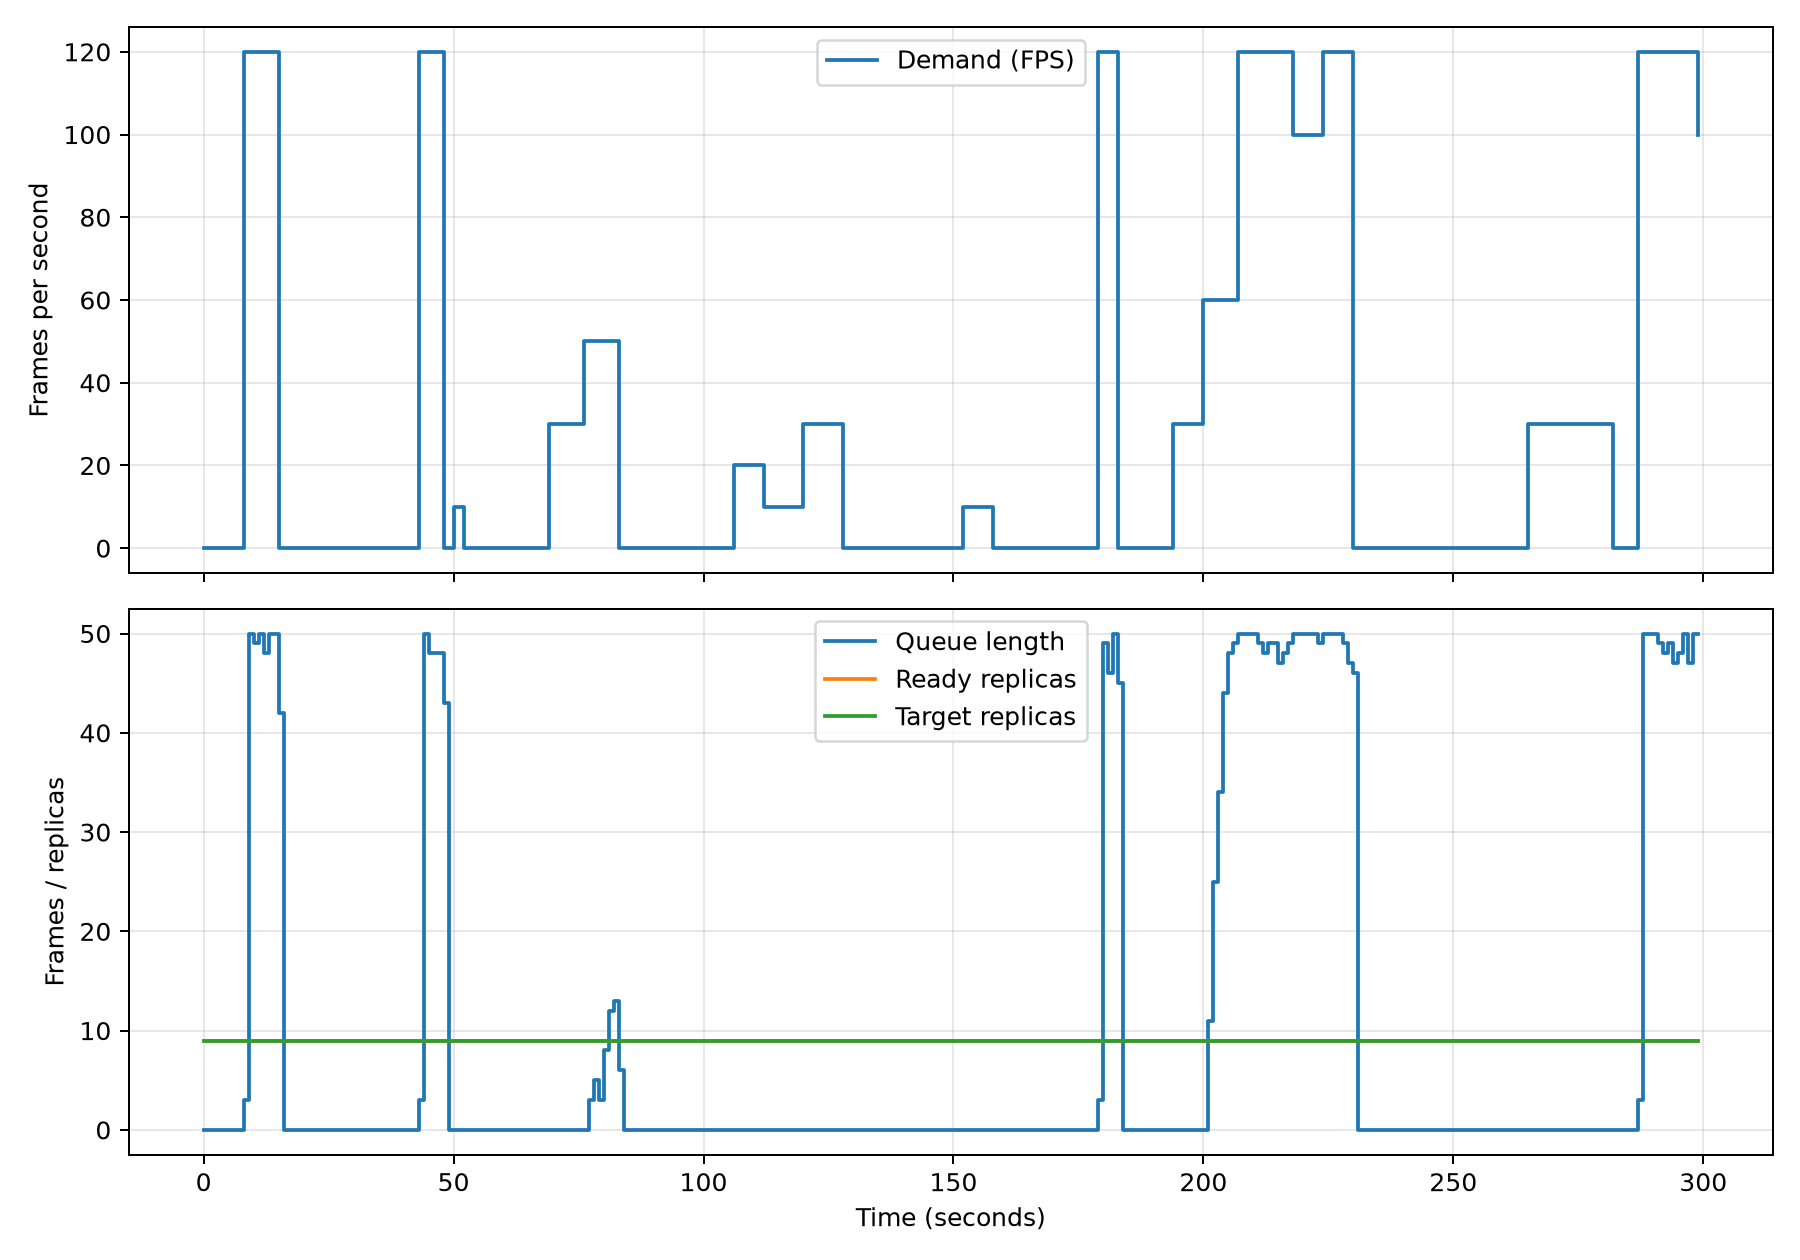 Demand (FPS)
120
100
80
60
40
20
0
Frames per second
Queue length
Ready replicas
Target replicas
50
40
30
20
10
0
Frames / replicas
0 50 100 150 200 250 300
Time (seconds)